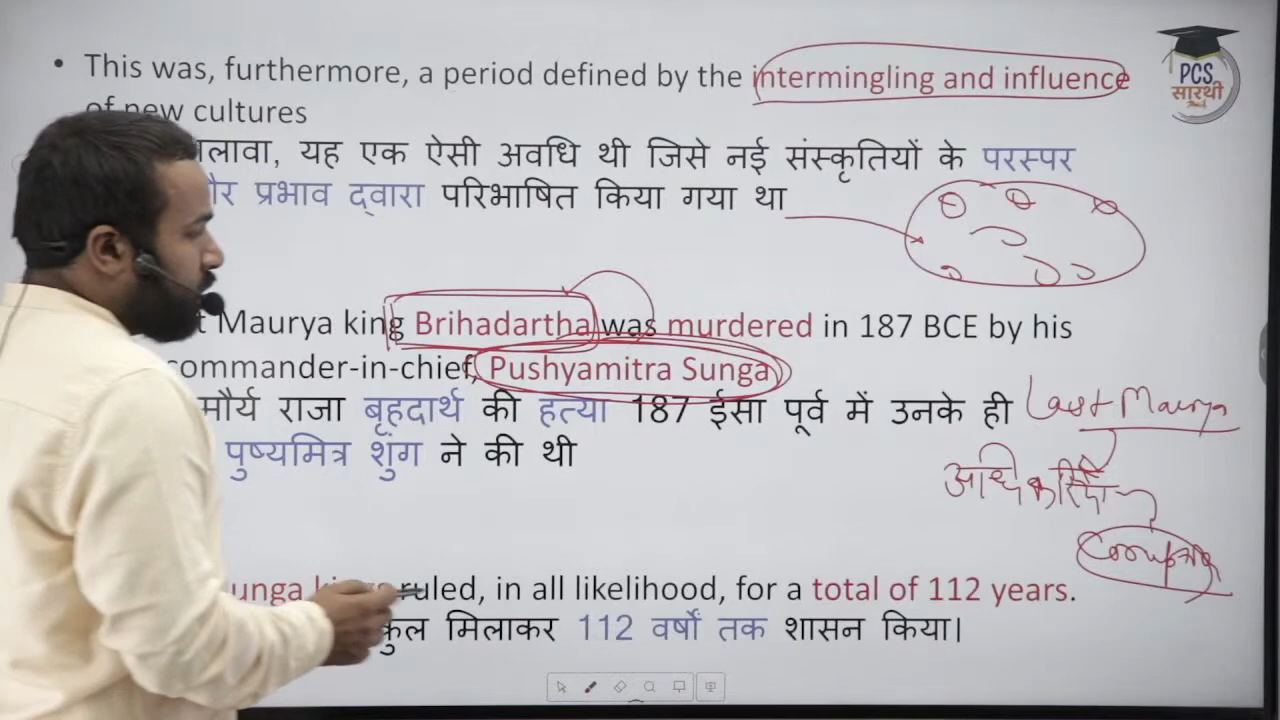 • This was, furthermore, a period defined by the intermingling and influence
of new cultures
लावा, यह एक ऐसी अवधि थी जिसे नई संस्कृतियों के परस्पर
प्रभाव द्वारा परिभाषित किया गया था
Maurya king Brihadartha was murdered in 187 BCE by his
commander-in-chief, Pushyamitra Sunga
मौर्य राजा बृहदार्थ की हत्या 187 ईसा पूर्व में उनके ही
पुष्यमित्र शुंग ने की थी
Last Maurya
unga kings ruled, in all likelihood, for a total of 112 years.
कुल मिलाकर 112 वर्षों तक शासन किया।
PCS
सारथी